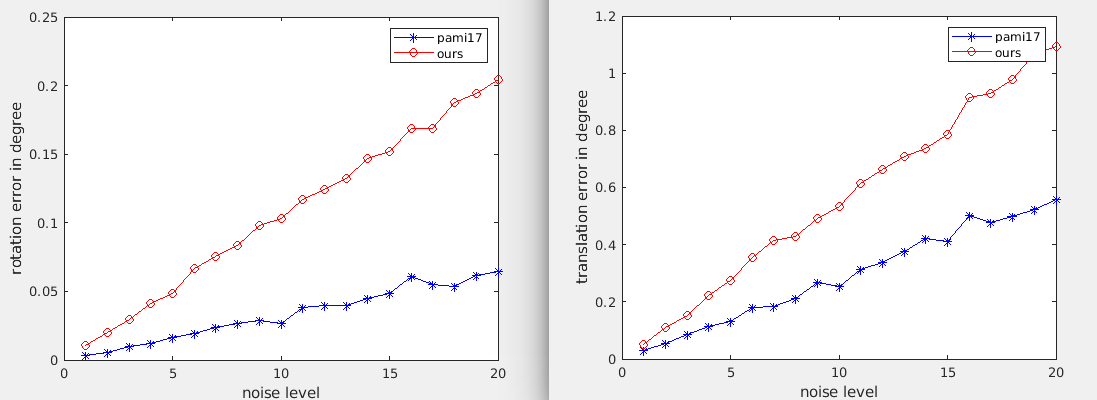 0.25
0.2
0.15
0.1
0.05
0
0 5 10 15 20
rotation error in degree
noise level
pami17
ours
1.2
1
0.8
0.6
0.4
0.2
0
0 5 10 15 20
translation error in degree
noise level
pami17
ours